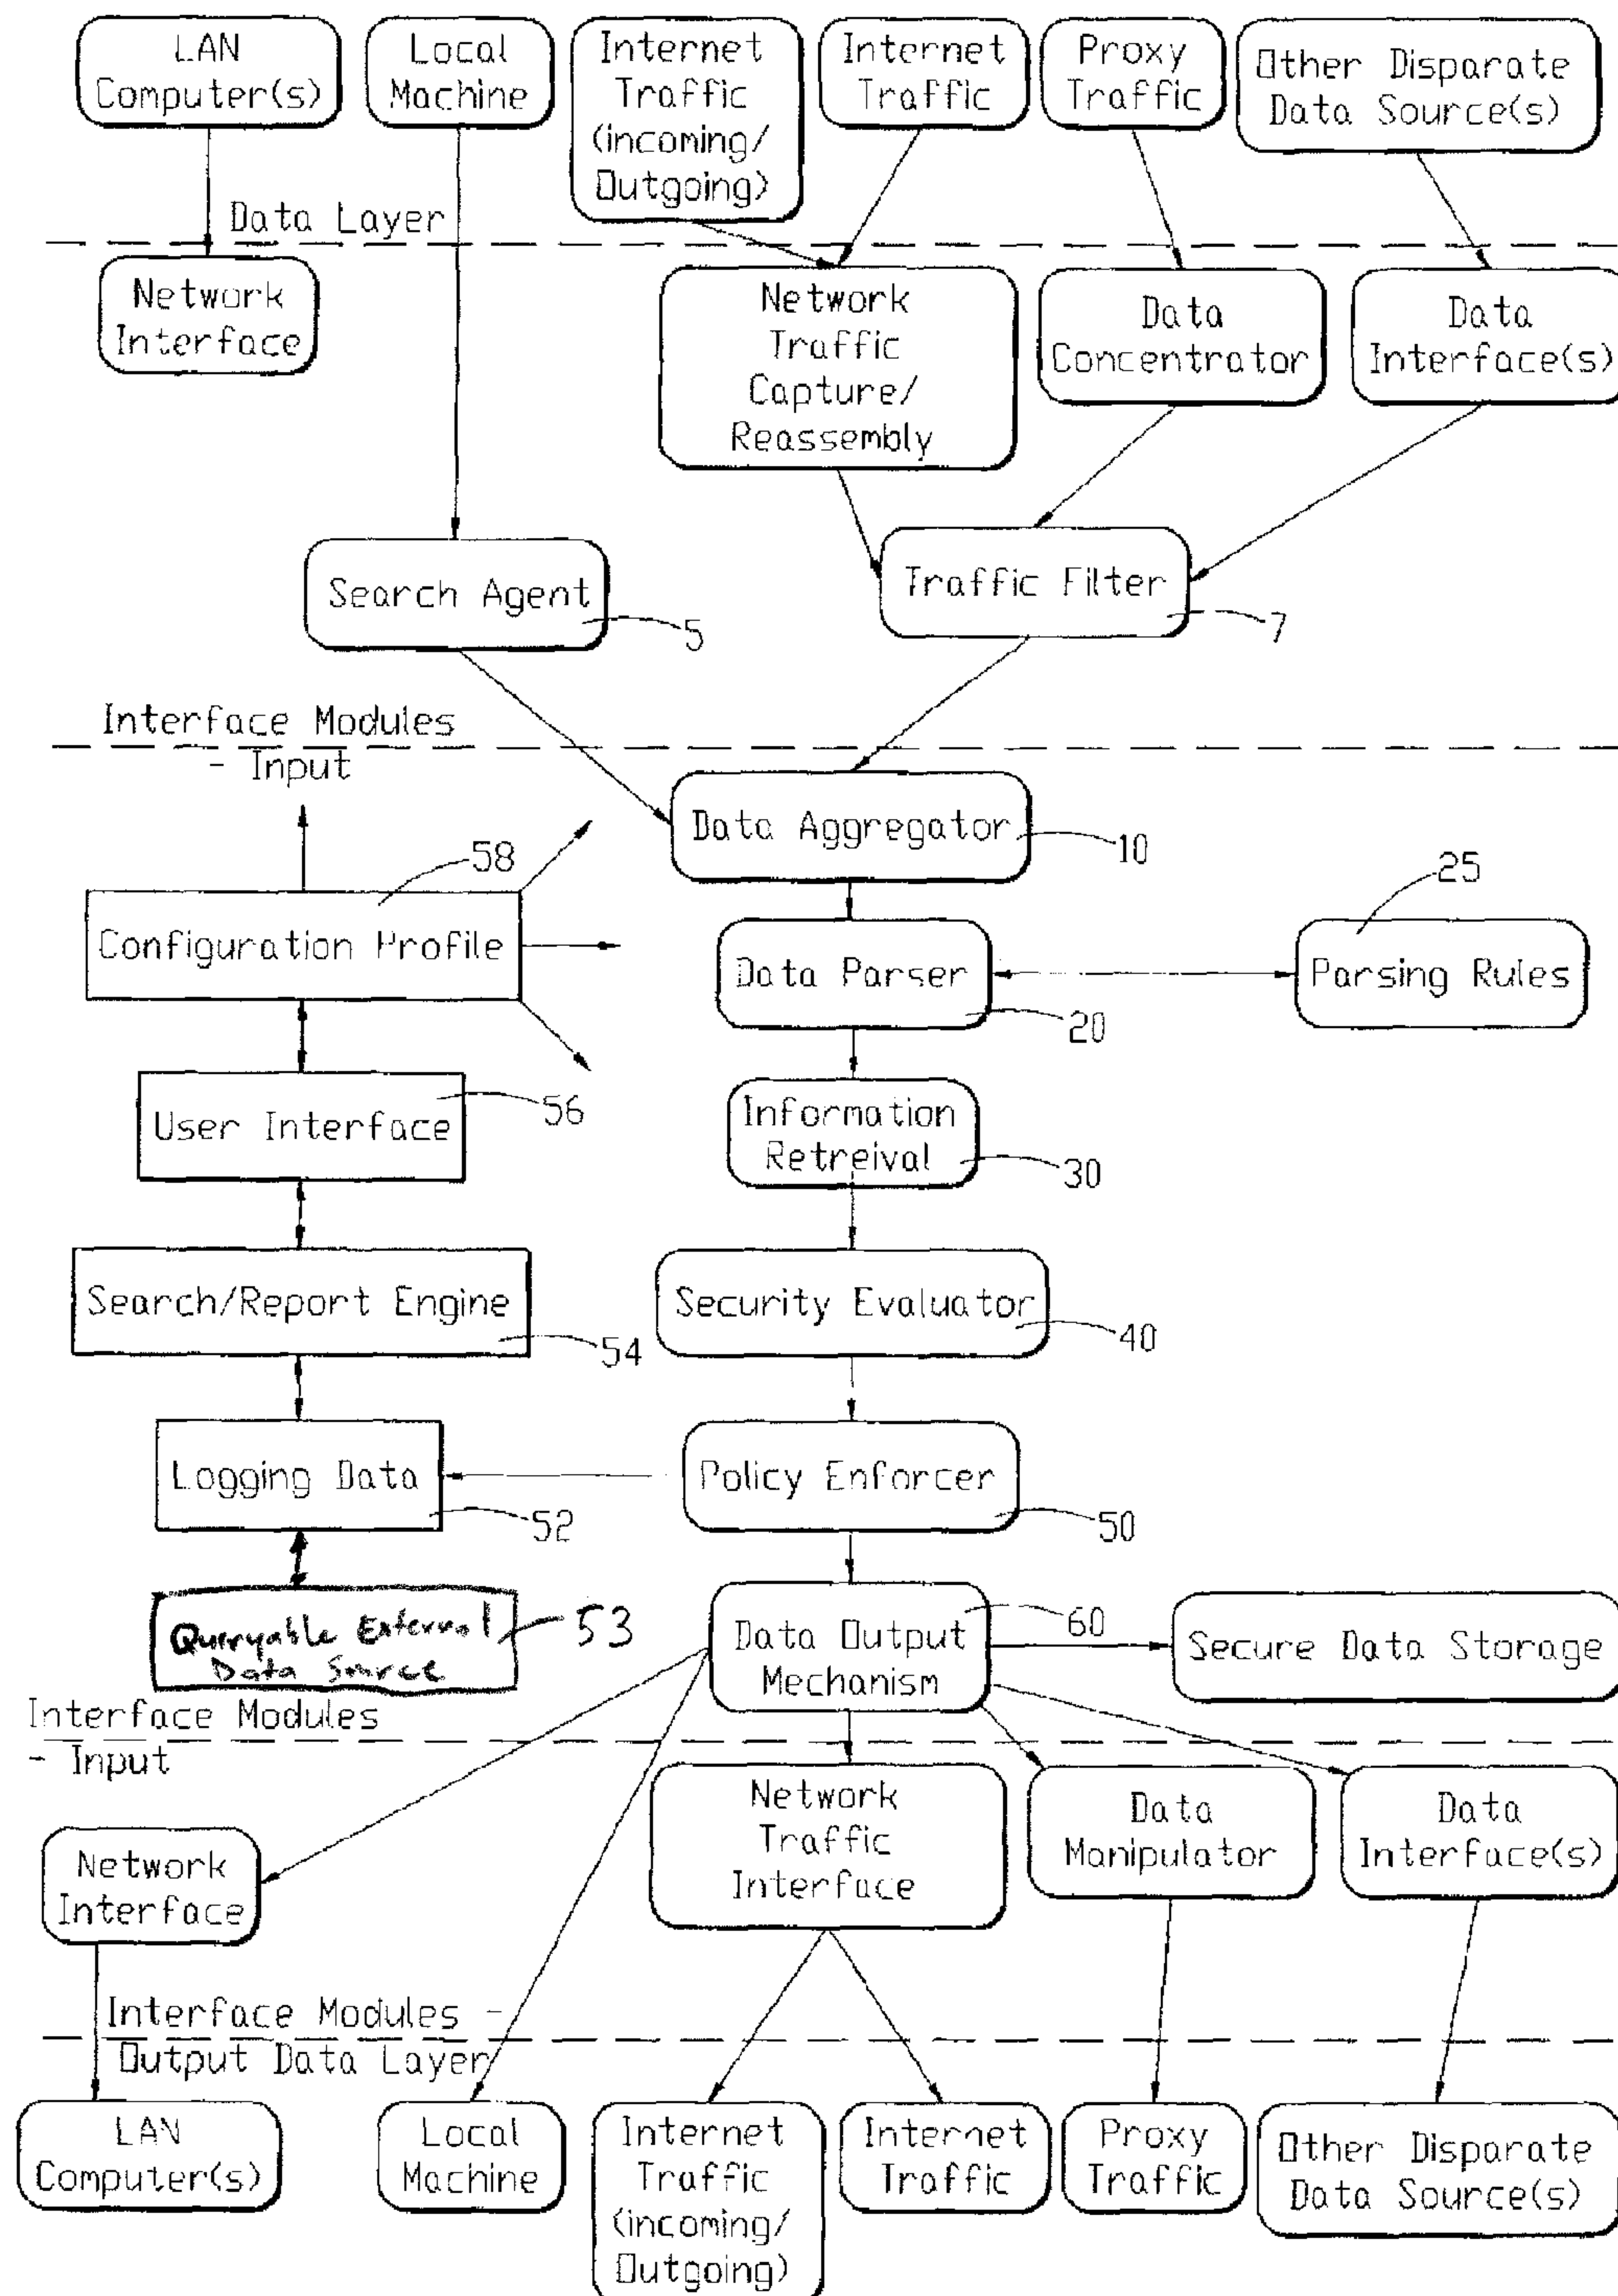 LAN
Computer(s)
Local
Machine
Internet
Traffic
(incoming/
Outgoing)
Internet
Traffic
Proxy
Traffic
Other Disparate
Data Source(s)
Data Layer
Network
Interface
Network
Traffic
Capture/
Reassembly
Data
Concentrator
Data
Interface(s)
Search Agent
5
Traffic Filter
7
Interface Modules
- Input
Data Aggregator
10
58
Configuration Profile
25
Data Parser
20
Parsing Rules
User Interface
56
Information
Retreival
30
Search/Report Engine
54
Security Evaluator
40
Logging Data
52
Policy Enforcer
50
Queryable External
Data Source
53
Data Output
Mechanism
60
Secure Data Storage
Interface Modules
- Input
Network
Interface
Network
Traffic
Interface
Data
Manipulator
Data
Interface(s)
Interface Modules -
Output Data Layer
LAN
Computer(s)
Local
Machine
Internet
Traffic
(incoming/
Outgoing)
Internet
Traffic
Proxy
Traffic
Other Disparate
Data Source(s)